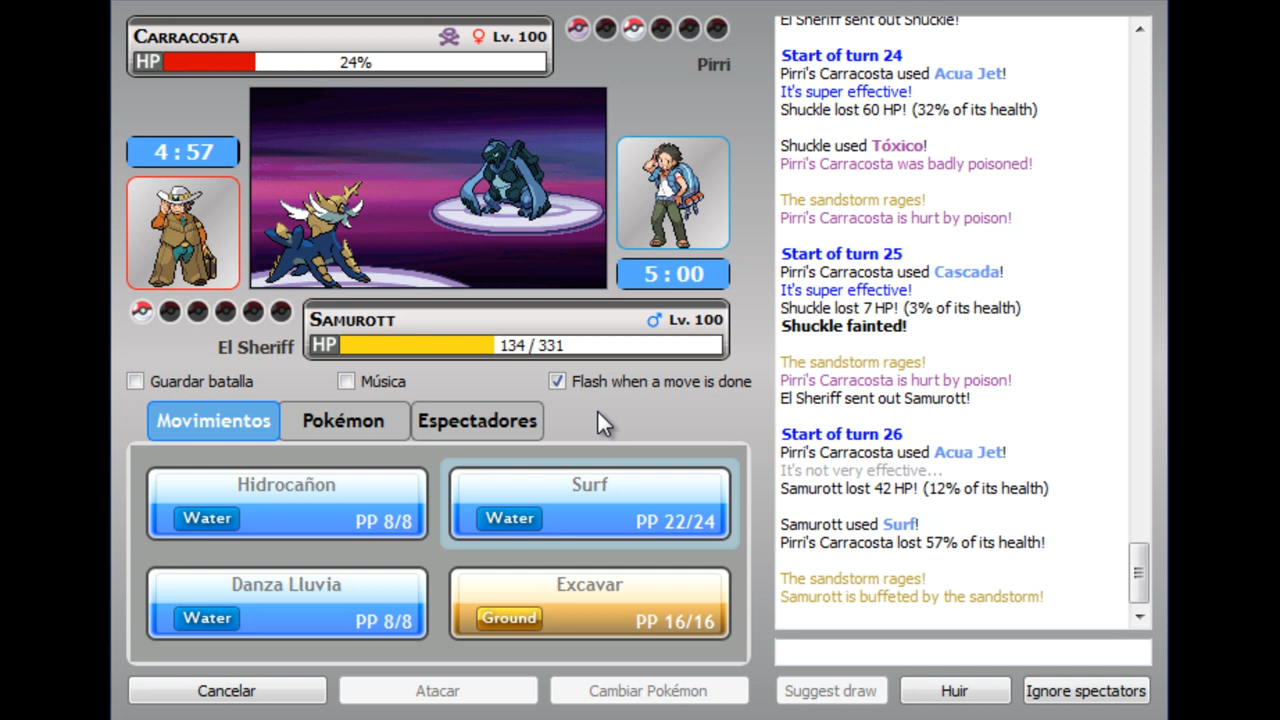 CARRACOSTA
♀ Lv. 100
HP
24%
Pirri
4:57
5:00
SAMUROTT
♂ Lv. 100
HP
134 / 331
El Sheriff
Guardar batalla
Música
Flash when a move is done
Movimientos
Pokémon
Espectadores
Hidrocañon
Water
PP 8/8
Surf
Water
PP 22/24
Danza Lluvia
Water
PP 8/8
Excavar
Ground
PP 16/16
Cancelar
Atacar
Cambiar Pokémon
El Sheriff sent out Shuckle!
Start of turn 24
Pirri's Carracosta used Acua Jet!
It's super effective!
Shuckle lost 60 HP! (32% of its health)
Shuckle used Tóxico!
Pirri's Carracosta was badly poisoned!
The sandstorm rages!
Pirri's Carracosta is hurt by poison!
Start of turn 25
Pirri's Carracosta used Cascada!
It's super effective!
Shuckle lost 7 HP! (3% of its health)
Shuckle fainted!
The sandstorm rages!
Pirri's Carracosta is hurt by poison!
El Sheriff sent out Samurott!
Start of turn 26
Pirri's Carracosta used Acua Jet!
It's not very effective...
Samurott lost 42 HP! (12% of its health)
Samurott used Surf!
Pirri's Carracosta lost 57% of its health!
The sandstorm rages!
Samurott is buffeted by the sandstorm!
Suggest draw
Huir
Ignore spectators